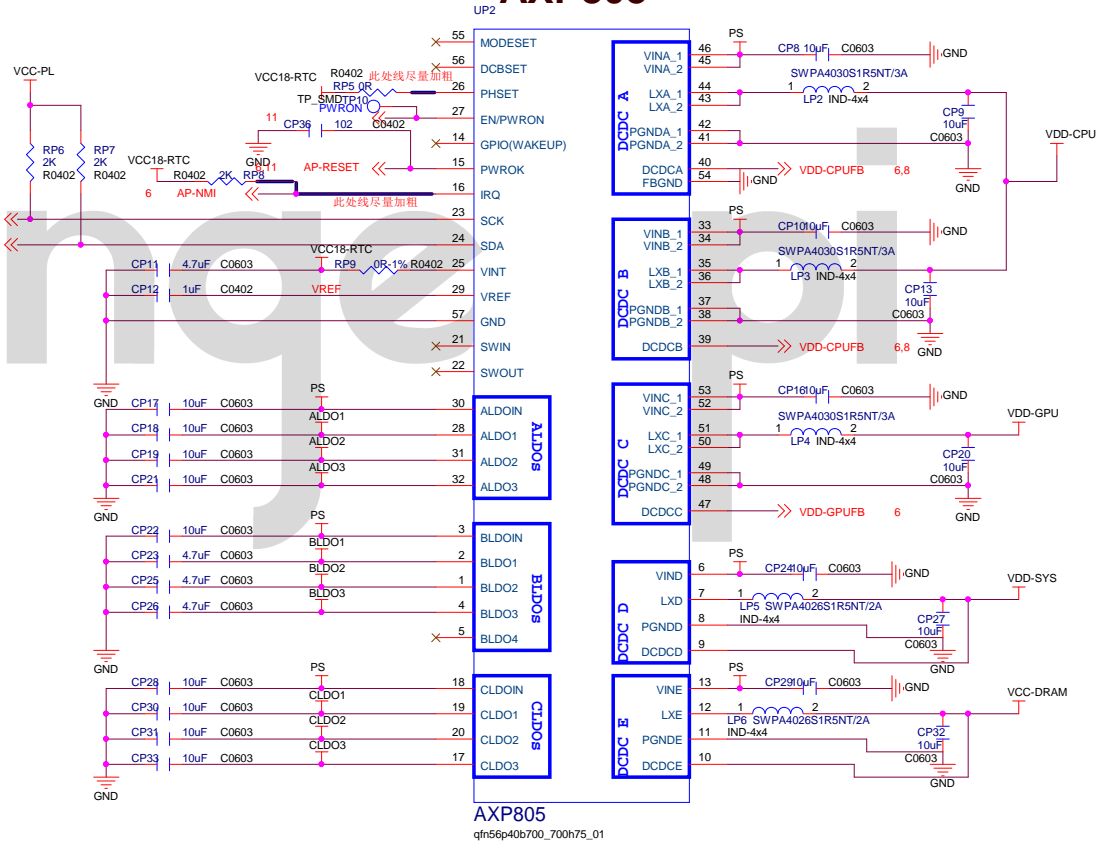 AXP805
UP2
55 MODESET
56 DCBSET
VCC18-RTC R0402 此处线尽量加粗
RP5 0R
26 PHSET
TP_SMD TP10
PWRON
27 EN/PWRON
11 CP36 102 C0402
GND
14 GPIO(WAKEUP)
AP-RESET 15 PWROK
VCC-PL
RP6
2K
R0402
RP7
2K
R0402
VCC18-RTC
R0402 2K RP8
6 AP-NMI
16 IRQ
此处线尽量加粗
23 SCK
24 SDA
VCC18-RTC
CP11 4.7uF C0603 RP9 0R-1% R0402 25 VINT
CP12 1uF C0402 VREF 29 VREF
57 GND
21 SWIN
22 SWOUT
GND
PS
CP17 10uF C0603 30 ALDOIN
ALDO1
CP18 10uF C0603 28 ALDO1
ALDO2
CP19 10uF C0603 31 ALDO2
ALDO3
CP21 10uF C0603 32 ALDO3
ALDOs
GND
PS
CP22 10uF C0603 3 BLDOIN
BLDO1
CP23 4.7uF C0603 2 BLDO1
BLDO2
CP25 4.7uF C0603 1 BLDO2
BLDO3
CP26 4.7uF C0603 4 BLDO3
5 BLDO4
BLDOs
GND
PS
CP28 10uF C0603 18 CLDOIN
CLDO1
CP30 10uF C0603 19 CLDO1
CLDO2
CP31 10uF C0603 20 CLDO2
CLDO3
CP33 10uF C0603 17 CLDO3
CLDOs
GND
DCDC A
PS
VINA_1 46 CP8 10uF C0603 GND
VINA_2 45
SWPA4030S1R5NT/3A
LXA_1 44 1 2
LXA_2 43 LP2 IND-4x4
CP9
10uF
C0603
PGNDA_1 42
PGNDA_2 41
DCDCA 40 VDD-CPUFB 6,8
FBGND 54 GND
GND
VDD-CPU
DCDC B
PS
VINB_1 33 CP10 10uF C0603 GND
VINB_2 34
SWPA4030S1R5NT/3A
LXB_1 35 1 2
LXB_2 36 LP3 IND-4x4
CP13
10uF
C0603
PGNDB_1 37
PGNDB_2 38
DCDCB 39 VDD-CPUFB 6,8
GND
DCDC C
PS
VINC_1 53 CP16 10uF C0603 GND
VINC_2 52
SWPA4030S1R5NT/3A
VDD-GPU
LXC_1 51 1 2
LXC_2 50 LP4 IND-4x4
CP20
10uF
C0603
PGNDC_1 49
PGNDC_2 48
GND
DCDCC 47 VDD-GPUFB 6
DCDC D
PS
VIND 6 CP24 10uF C0603 GND
VDD-SYS
LXD 7 1 2
LP5 SWPA4026S1R5NT/2A
IND-4x4
PGNDD 8
DCDCD 9
CP27
10uF
C0603
GND
DCDC E
PS
VINE 13 CP29 10uF C0603 GND
VCC-DRAM
LXE 12 1 2
LP6 SWPA4026S1R5NT/2A
IND-4x4
PGNDE 11
DCDCE 10
CP32
10uF
C0603
GND
AXP805
qfn56p40b700_700h75_01
nge pi